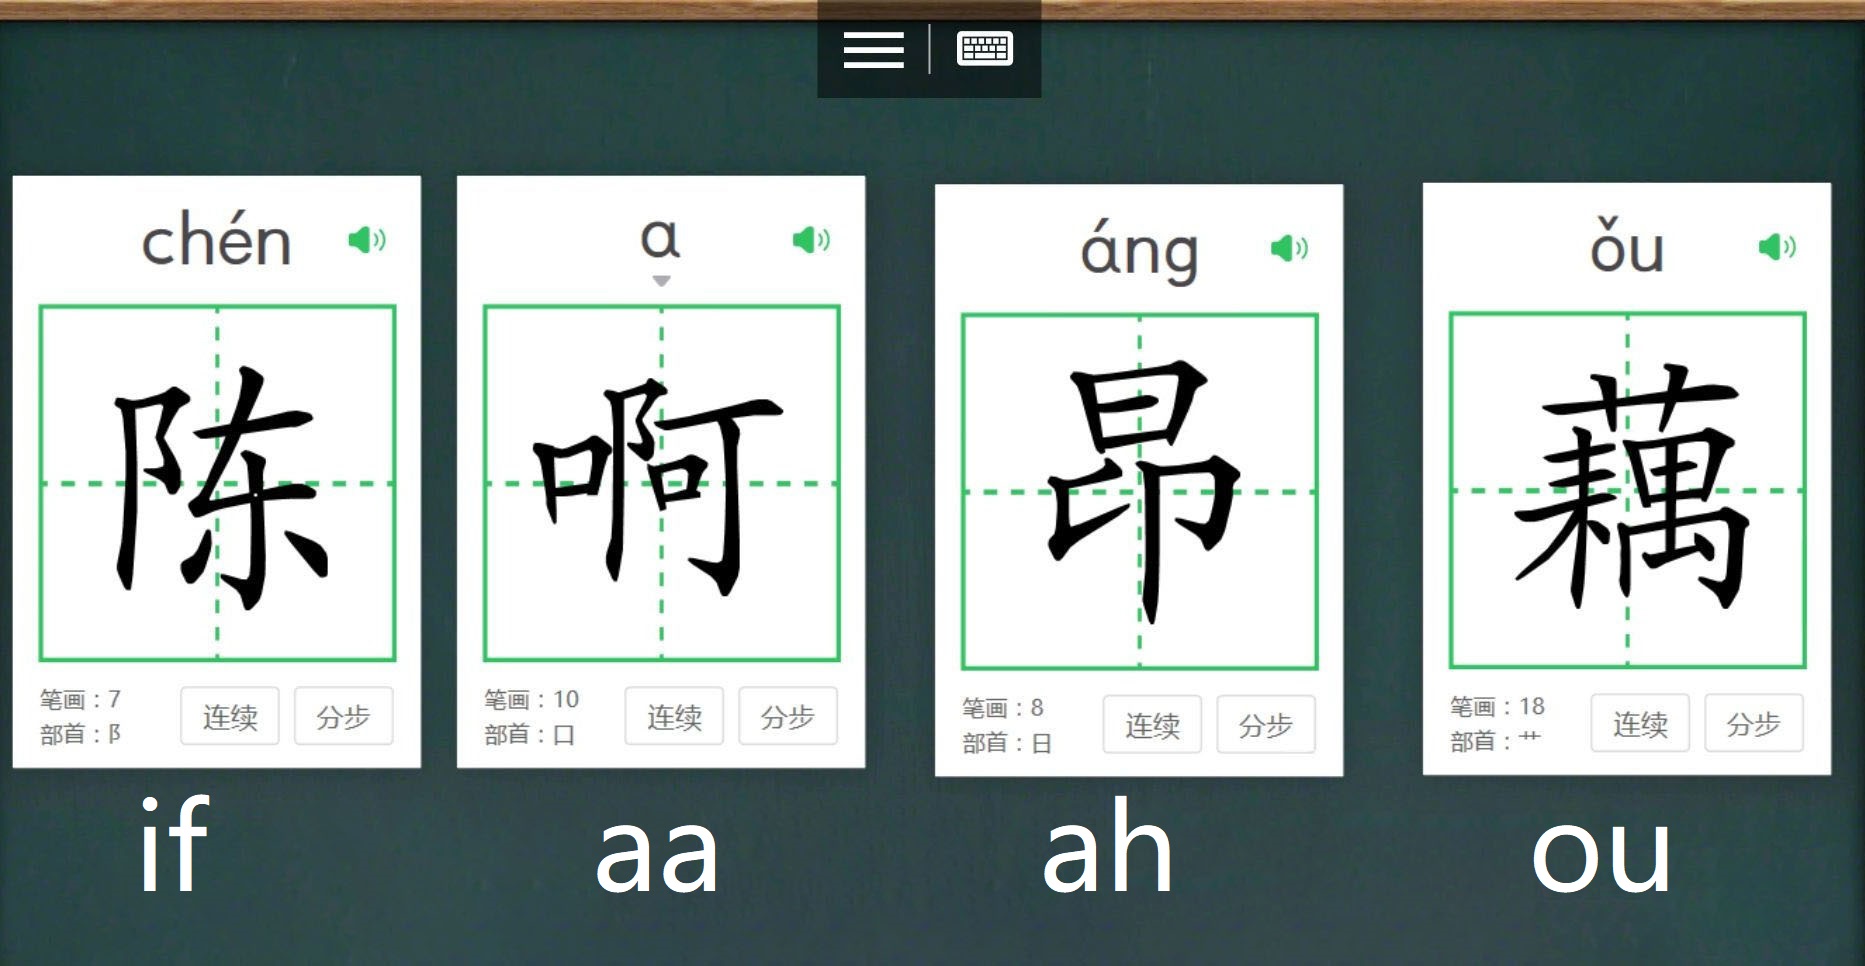 chén
陈
笔画：7
部首：阝
连续
分步
if
ɑ
啊
笔画：10
部首：口
连续
分步
aa
áng
昂
笔画：8
部首：日
连续
分步
ah
ǒu
藕
笔画：18
部首：艹
连续
分步
ou